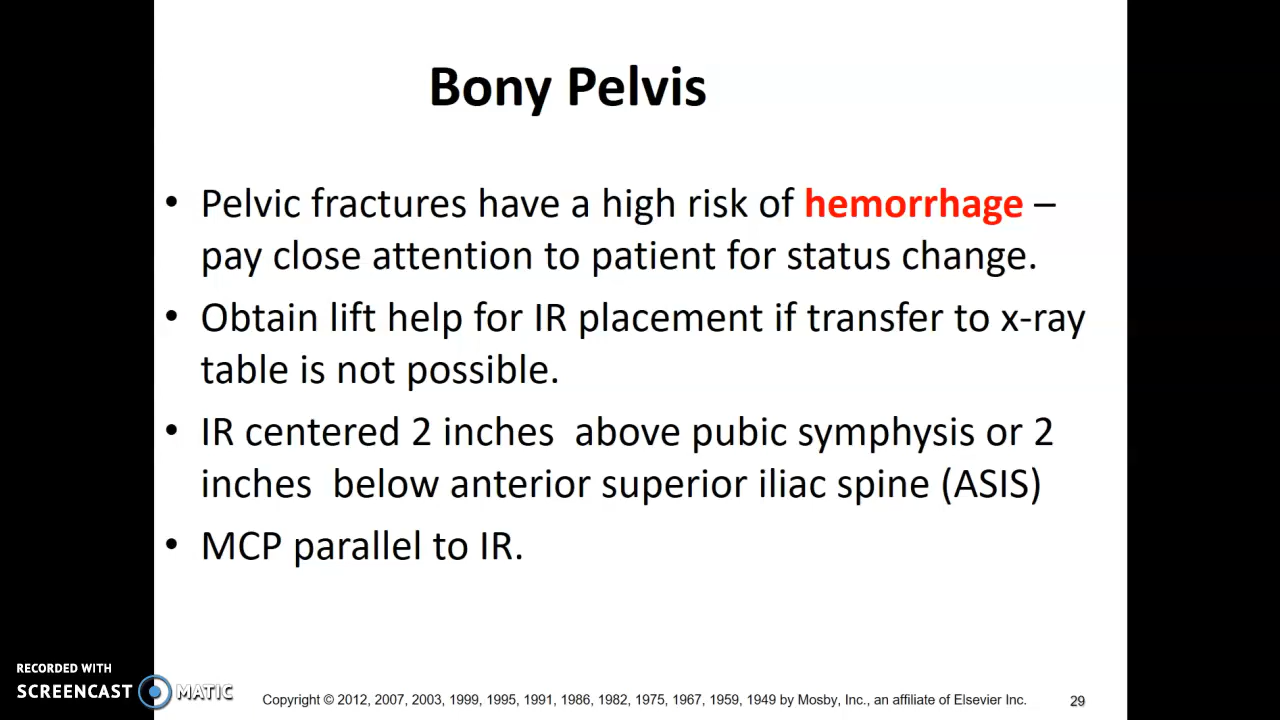 Bony Pelvis
• Pelvic fractures have a high risk of hemorrhage –
pay close attention to patient for status change.
• Obtain lift help for IR placement if transfer to x-ray
table is not possible.
• IR centered 2 inches  above pubic symphysis or 2
inches  below anterior superior iliac spine (ASIS)
• MCP parallel to IR.
RECORDED WITH
SCREENCAST MATIC
Copyright © 2012, 2007, 2003, 1999, 1995, 1991, 1986, 1982, 1975, 1967, 1959, 1949 by Mosby, Inc., an affiliate of Elsevier Inc.
29